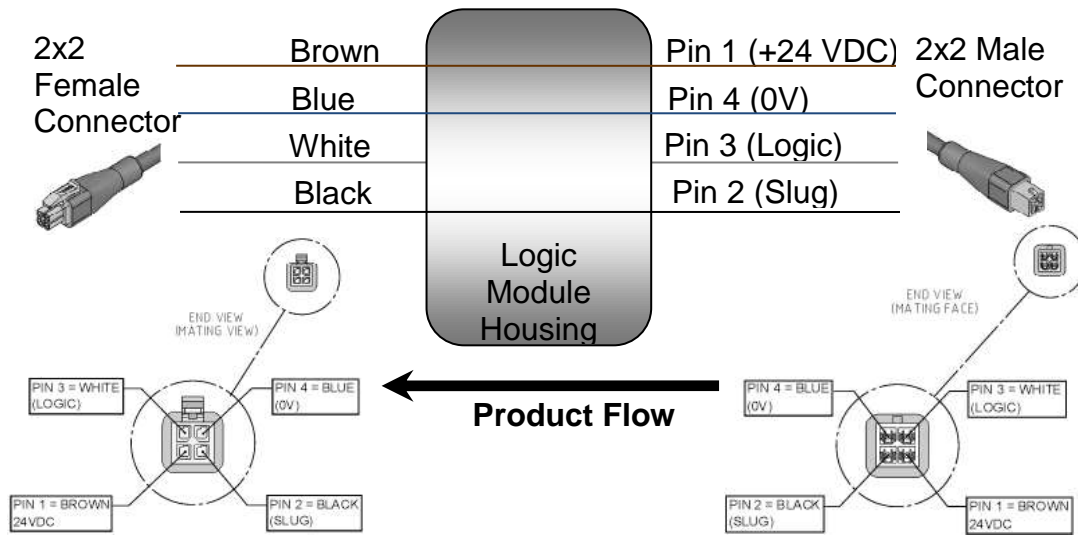 2x2
Female
Connector
Brown
Blue
White
Black
Pin 1 (+24 VDC)
Pin 4 (0V)
Pin 3 (Logic)
Pin 2 (Slug)
2x2 Male
Connector
Logic
Module
Housing
END VIEW
(MATING VIEW)
END VIEW
(MATING FACE)
Product Flow
PIN 3 = WHITE
(LOGIC)
PIN 4 = BLUE
(0V)
PIN 1 = BROWN
24VDC
PIN 2 = BLACK
(SLUG)
PIN 4 = BLUE
(0V)
PIN 3 = WHITE
(LOGIC)
PIN 2 = BLACK
(SLUG)
PIN 1 = BROWN
24VDC